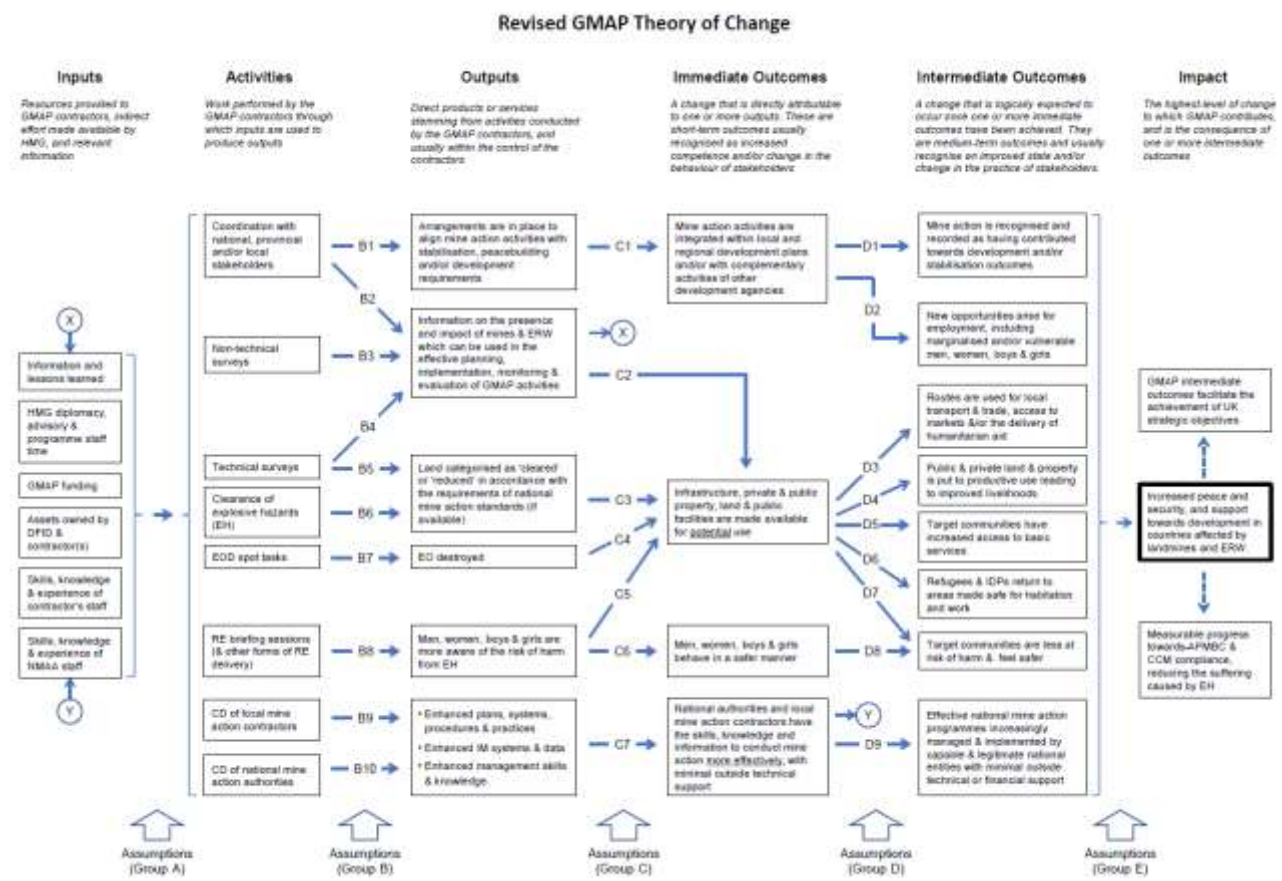 Revised GMAP Theory of Change
Inputs
Resources provided to
GMAP contractors, indirect
effort made available by
HMG, and relevant
information
Activities
Work performed by the
GMAP contractors through
which inputs are used to
produce outputs
Outputs
Direct products or services
stemming from activities conducted
by the GMAP contractors, and
usually within the control of the
contractors
Immediate Outcomes
A change that is directly attributable
to one or more outputs. These are
short-term outcomes usually
recognised as increased
competence and/or change in the
behaviour of stakeholders
Intermediate Outcomes
A change that is logically expected to
occur once one or more immediate
outcomes have been achieved. They
are medium-term outcomes and usually
recognise an improved state and/or
change in the practice of stakeholders.
Impact
The highest-level of change
to which GMAP contributes,
and is the consequence of
one or more intermediate
outcomes
X
Information and
lessons learned
HMG diplomacy,
advisory &
programme staff
time
GMAP funding
Assets owned by
DFID &
contractor(s)
Skills, knowledge
& experience of
contractor's staff
Skills, knowledge
& experience of
NMAA staff
Y
Coordination with
national, provincial
and/or local
stakeholders
Non-technical
surveys
Technical surveys
Clearance of
explosive hazards
(EH)
EOD spot tasks
RE briefing sessions
(& other forms of RE
delivery)
CD of local mine
action contractors
CD of national mine
action authorities
B1
B2
B3
B4
B5
B6
B7
B8
B9
B10
Arrangements are in place to
align mine action activities with
stabilisation, peacebuilding
and/or development
requirements
Information on the presence
and impact of mines & ERW
which can be used in the
effective planning,
implementation, monitoring &
evaluation of GMAP activities
Land categorised as 'cleared'
or 'reduced' in accordance with
the requirements of national
mine action standards (if
available)
EO destroyed
Men, women, boys & girls are
more aware of the risk of harm
from EH
• Enhanced plans, systems,
procedures & practices
• Enhanced IM systems & data
• Enhanced management skills
& knowledge.
C1
X
C2
C3
C4
C5
C6
C7
Mine action activities are
integrated within local and
regional development plans
and/or with complementary
activities of other
development agencies
Infrastructure, private & public
property, land & public
facilities are made available
for potential use
Men, women, boys & girls
behave in a safer manner
National authorities and local
mine action contractors have
the skills, knowledge and
information to conduct mine
action more effectively, with
minimal outside technical
support
D1
D2
D3
D4
D5
D6
D7
D8
Y
D9
Mine action is recognised and
recorded as having contributed
towards development and/or
stabilisation outcomes
New opportunities arise for
employment, including
marginalised and/or vulnerable
men, women, boys & girls
Routes are used for local
transport & trade, access to
markets &/or the delivery of
humanitarian aid
Public & private land & property
is put to productive use leading
to improved livelihoods
Target communities have
increased access to basic
services
Refugees & IDPs return to
areas made safe for habitation
and work
Target communities are less at
risk of harm & feel safer
Effective national mine action
programmes increasingly
managed & implemented by
capable & legitimate national
entities with minimal outside
technical or financial support
GMAP intermediate
outcomes facilitate the
achievement of UK
strategic objectives
Increased peace and
security, and support
towards development in
countries affected by
landmines and ERW.
Measurable progress
towards-APMBC &
CCM compliance,
reducing the suffering
caused by EH
Assumptions
(Group A)
Assumptions
(Group B)
Assumptions
(Group C)
Assumptions
(Group D)
Assumptions
(Group E)